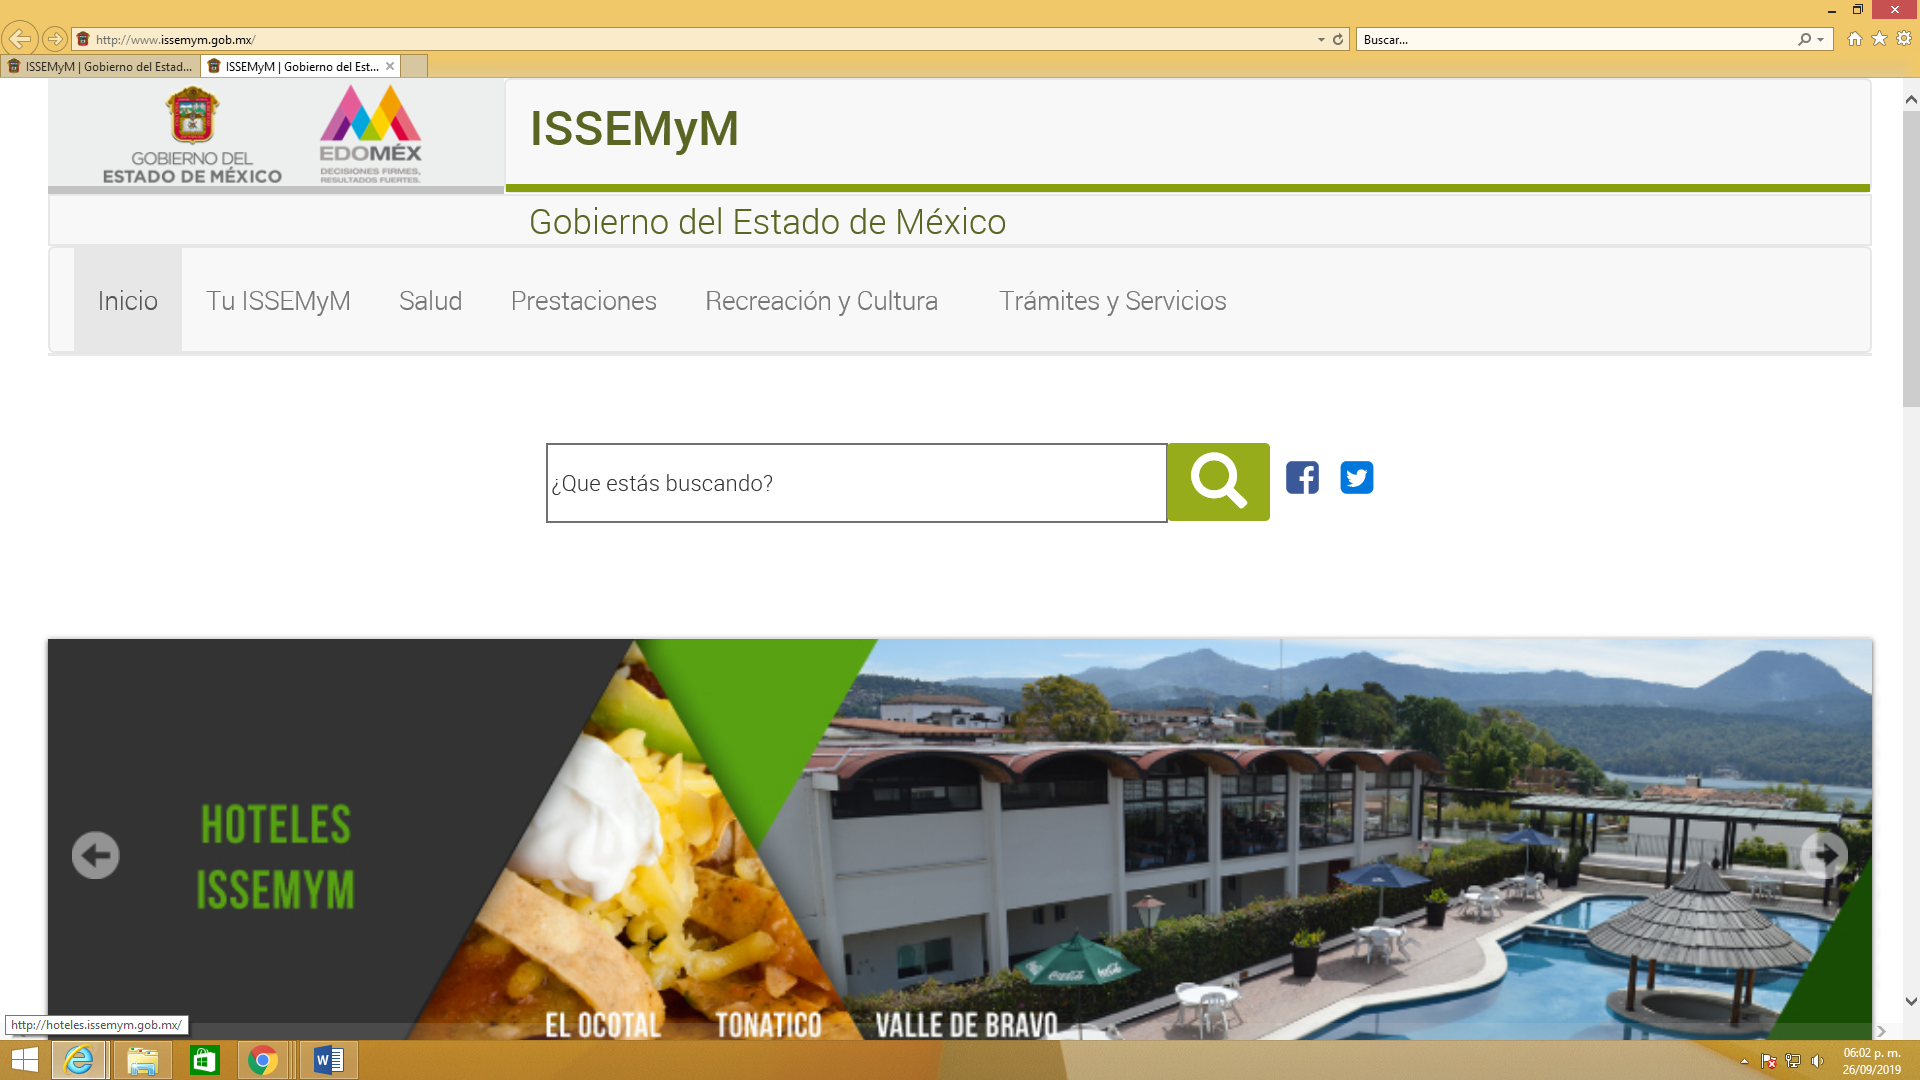 http://www.issemym.gob.mx/
Buscar...
ISSEMyM | Gobierno del Estad...
ISSEMyM | Gobierno del Est...
GOBIERNO DEL
ESTADO DE MÉXICO
EDOMÉX
DECISIONES FIRMES,
RESULTADOS FUERTES.
ISSEMyM
Gobierno del Estado de México
Inicio
Tu ISSEMyM
Salud
Prestaciones
Recreación y Cultura
Trámites y Servicios
¿Que estás buscando?
HOTELES
ISSEMYM
Coca-Cola
EL OCOTAL
TONATICO
VALLE DE BRAVO
http://hoteles.issemym.gob.mx/
06:02 p. m.
26/09/2019